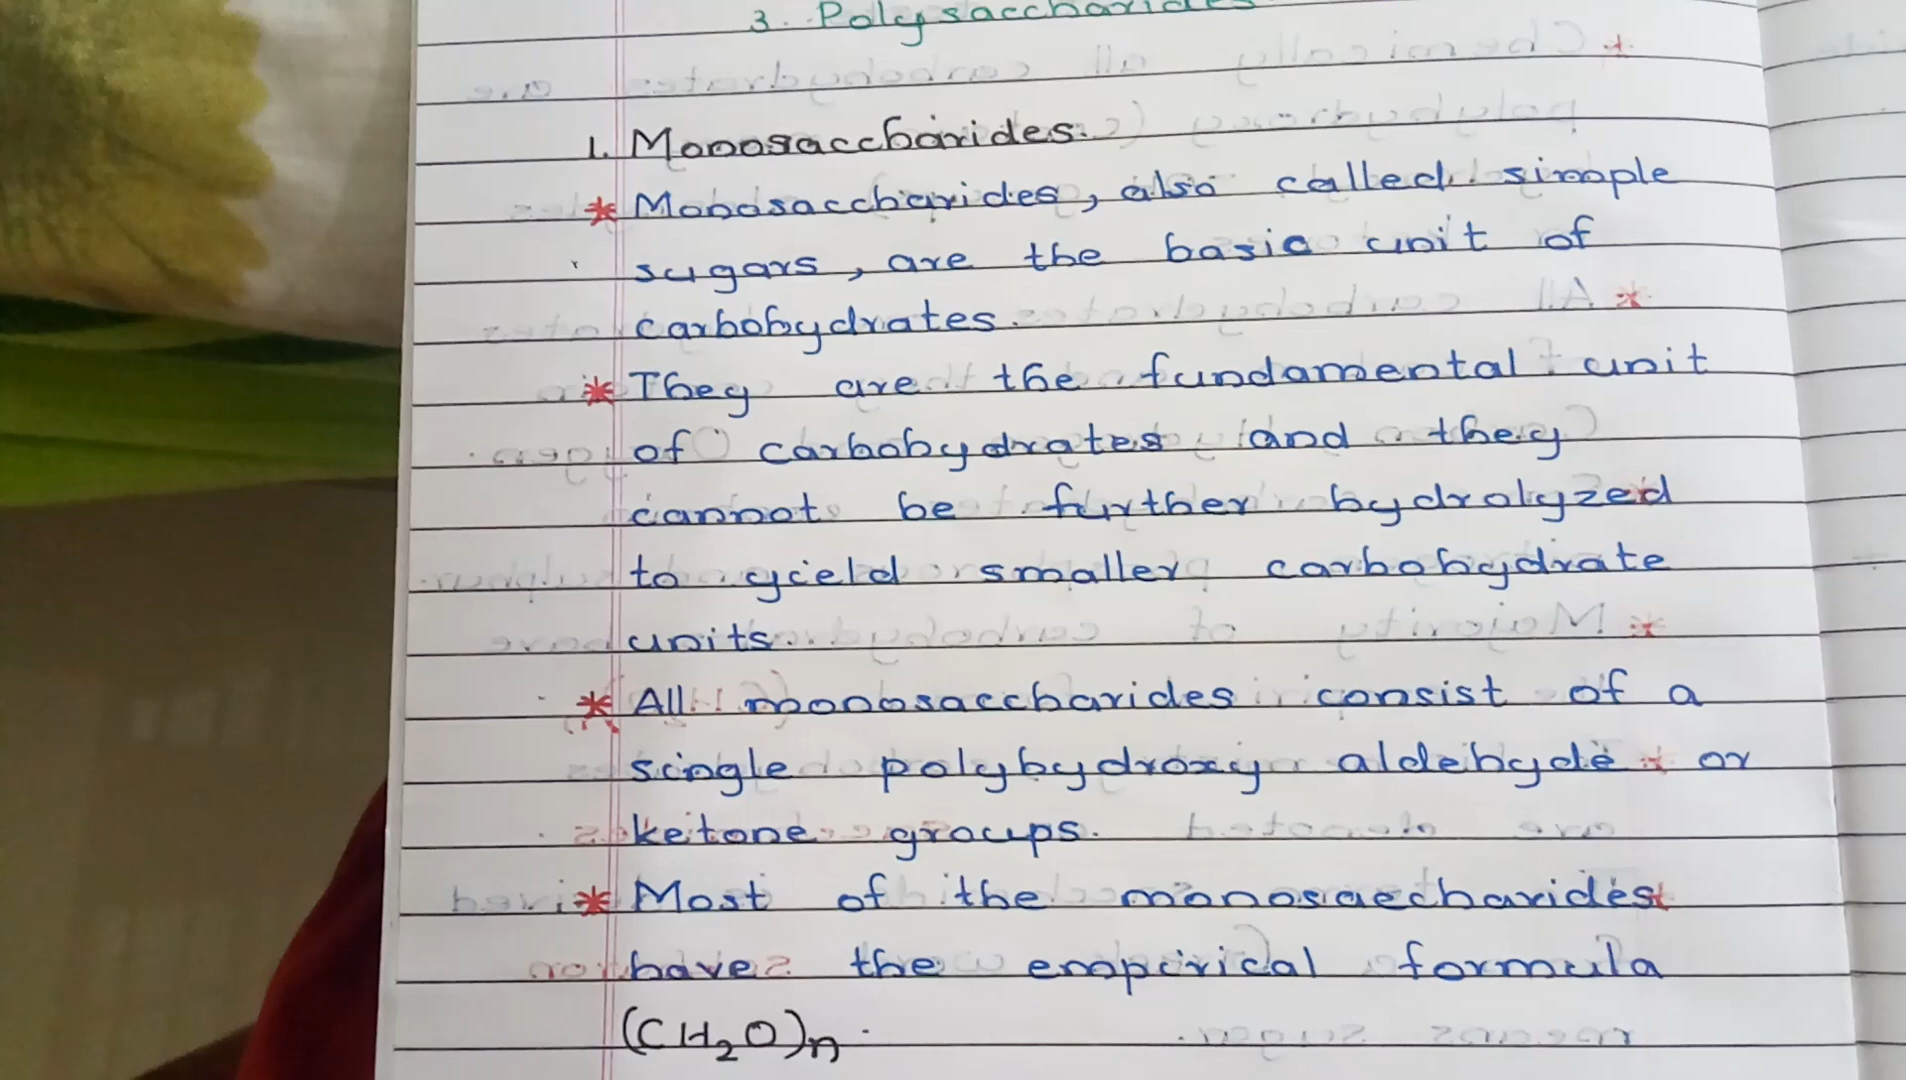 3. Polysaccharides
1. Monosaccharides.
* Monosaccharides, also called simple
sugars, are the basic unit of
carbohydrates.
* They are the fundamental unit
of carbohydrates and they
cannot be further hydrolyzed
to yield smaller carbohydrate
units.
* All monosaccharides consist of a
single polyhydroxy aldehyde or
ketone groups.
* Most of the monosaccharides
have the empirical formula
(CH₂O)n.